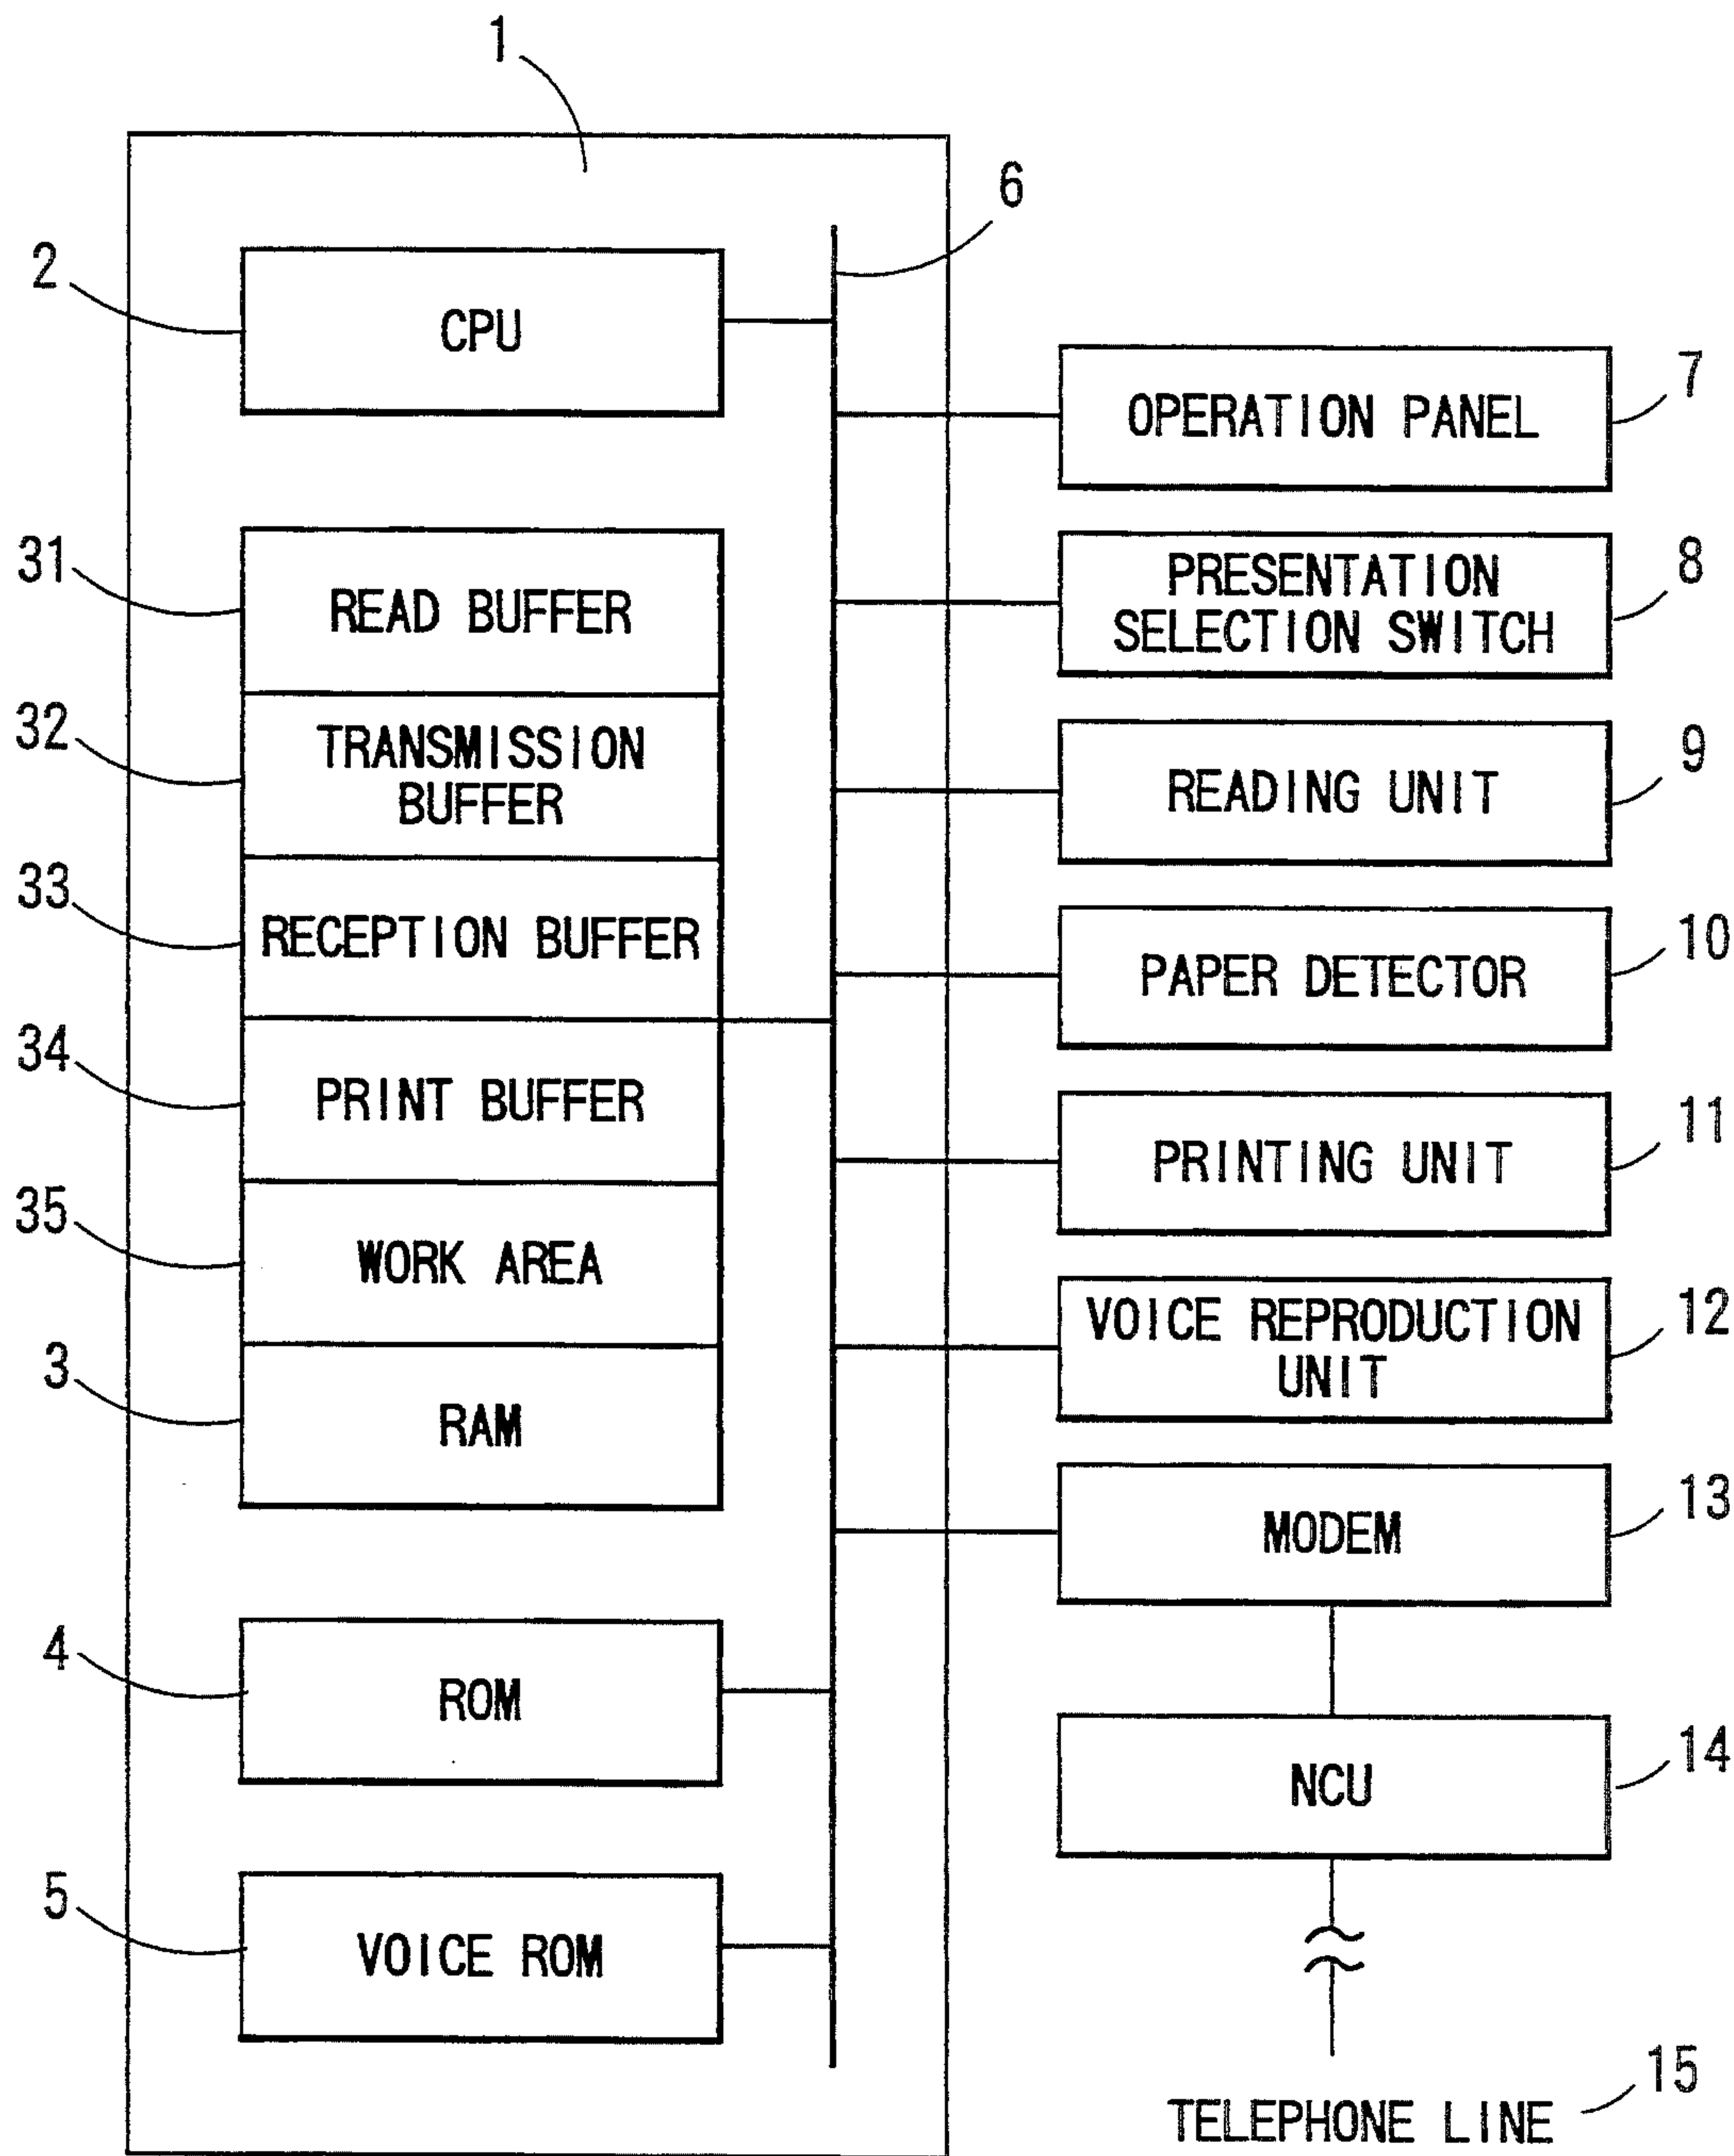 1
6
2
CPU
7
OPERATION PANEL
31
READ BUFFER
8
PRESENTATION
SELECTION SWITCH
32
TRANSMISSION
BUFFER
9
READING UNIT
33
RECEPTION BUFFER
10
PAPER DETECTOR
34
PRINT BUFFER
11
PRINTING UNIT
35
WORK AREA
12
VOICE REPRODUCTION
UNIT
3
RAM
13
MODEM
4
ROM
14
NCU
5
VOICE ROM
15
TELEPHONE LINE